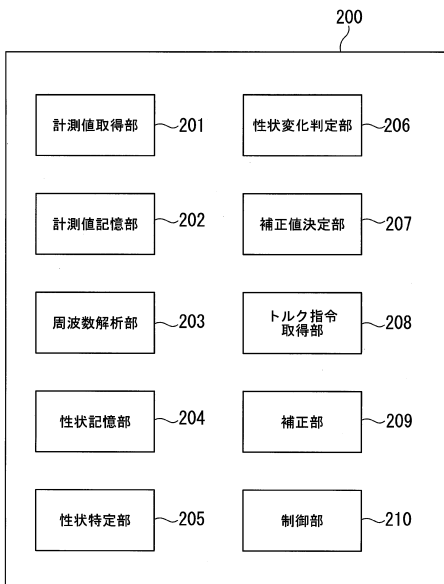 200
計測値取得部 201
性状変化判定部 206
計測値記憶部 202
補正値決定部 207
周波数解析部 203
トルク指令
取得部 208
性状記憶部 204
補正部 209
性状特定部 205
制御部 210